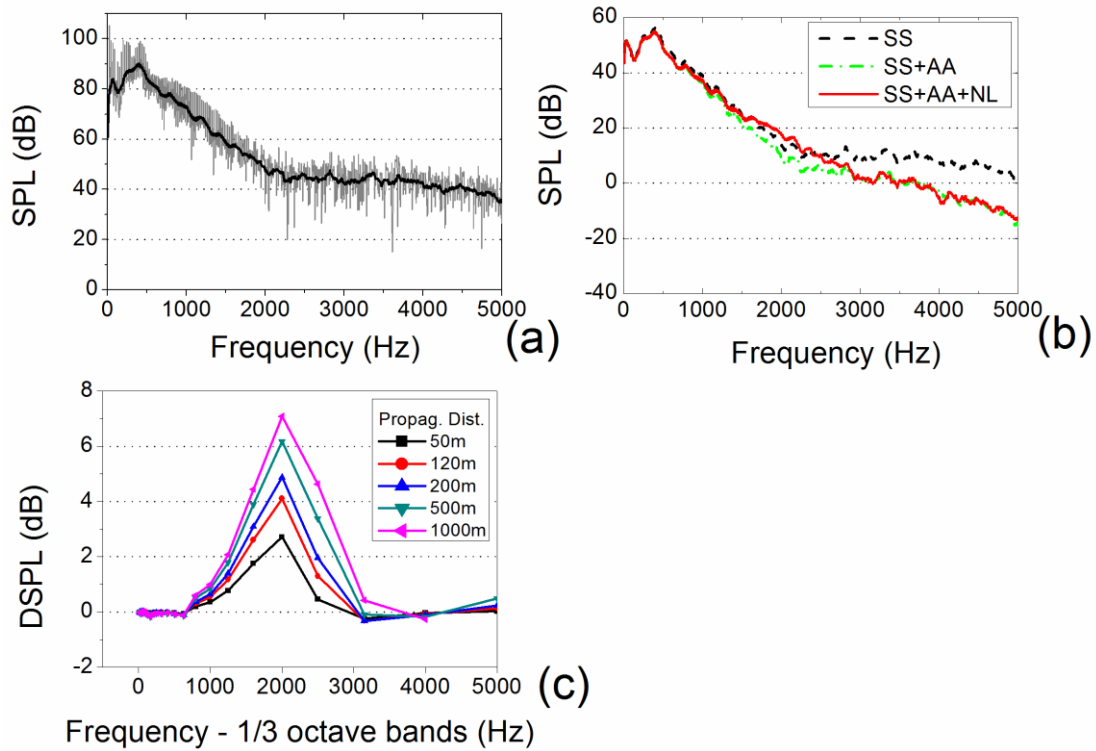 100
80
60
40
20
0
SPL (dB)
0 1000 2000 3000 4000 5000
Frequency (Hz)
(a)
60
40
20
0
-20
-40
SPL (dB)
SS
SS+AA
SS+AA+NL
0 1000 2000 3000 4000 5000
Frequency (Hz)
(b)
8
6
4
2
0
-2
DSPL (dB)
Propag. Dist.
50m
120m
200m
500m
1000m
0 1000 2000 3000 4000 5000
(c)
Frequency - 1/3 octave bands (Hz)